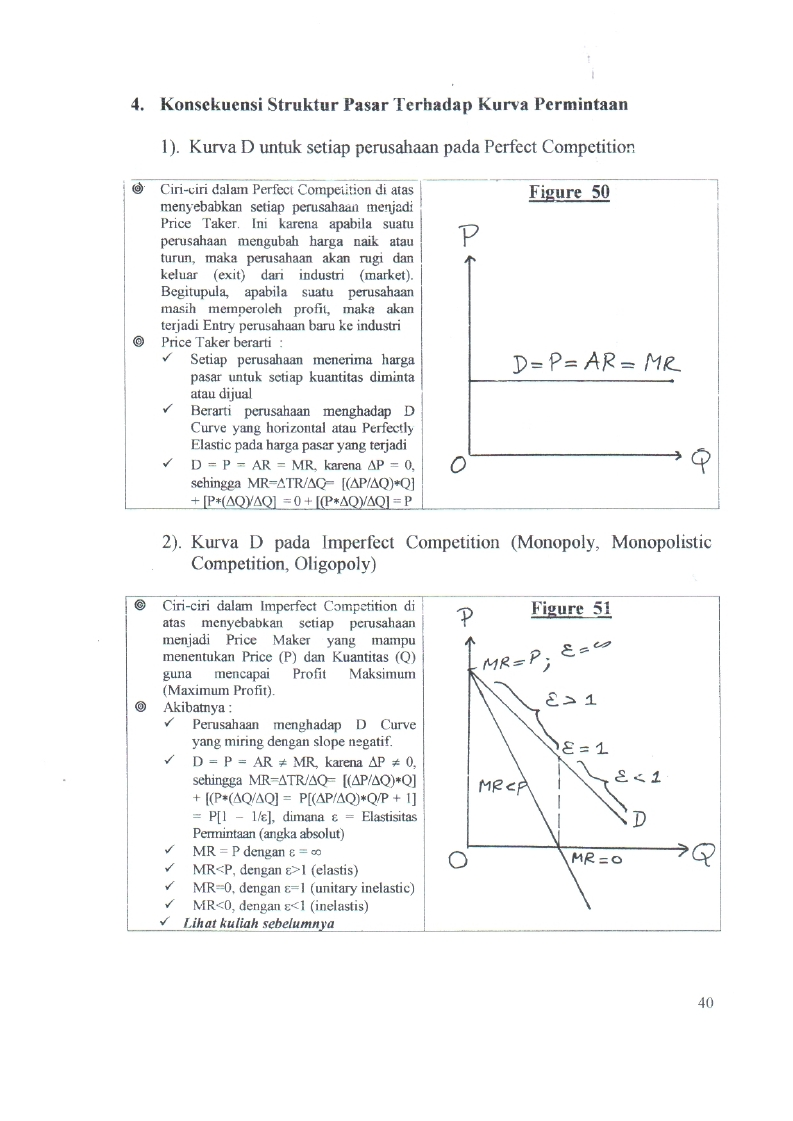 4. Konsekuensi Struktur Pasar Terhadap Kurva Permintaan
1). Kurva D untuk setiap perusahaan pada Perfect Competition
Ciri-ciri dalam Perfect Competition di atas
menyebabkan setiap perusahaan menjadi
Price Taker. Ini karena apabila suatu
perusahaan mengubah harga naik atau
turun, maka perusahaan akan rugi dan
keluar (exit) dari industri (market).
Begitupula, apabila suatu perusahaan
masih memperoleh profit, maka akan
terjadi Entry perusahaan baru ke industri
Price Taker berarti :
✓ Setiap perusahaan menerima harga
pasar untuk setiap kuantitas diminta
atau dijual
✓ Berarti perusahaan menghadap D
Curve yang horizontal atau Perfectly
Elastic pada harga pasar yang terjadi
✓ D = P = AR = MR, karena ΔP = 0,
sehingga MR=ΔTR/ΔQ= [(ΔP/ΔQ)*Q]
+ [P*(ΔQ)/ΔQ] = 0 + [(P*ΔQ)/ΔQ] = P
Figure 50
P
D = P = AR = MR
O
Q
2). Kurva D pada Imperfect Competition (Monopoly, Monopolistic
Competition, Oligopoly)
Ciri-ciri dalam Imperfect Competition di
atas menyebabkan setiap perusahaan
menjadi Price Maker yang mampu
menentukan Price (P) dan Kuantitas (Q)
guna mencapai Profit Maksimum
(Maximum Profit).
Akibatnya :
✓ Perusahaan menghadap D Curve
yang miring dengan slope negatif.
✓ D = P = AR ≠ MR, karena ΔP ≠ 0,
sehingga MR=ΔTR/ΔQ= [(ΔP/ΔQ)*Q]
+ [(P*(ΔQ/ΔQ] = P[(ΔP/ΔQ)*Q/P + 1]
= P[1 – 1/ε], dimana ε = Elastisitas
Permintaan (angka absolut)
✓ MR = P dengan ε = ∞
✓ MR<P, dengan ε>1 (elastis)
✓ MR=0, dengan ε=1 (unitary inelastic)
✓ MR<0, dengan ε<1 (inelastis)
✓ Lihat kuliah sebelumnya
Figure 51
P
MR = P ; ε = ∞
ε > 1
ε = 1
ε < 1
MR < P
D
O
MR = 0
Q
40